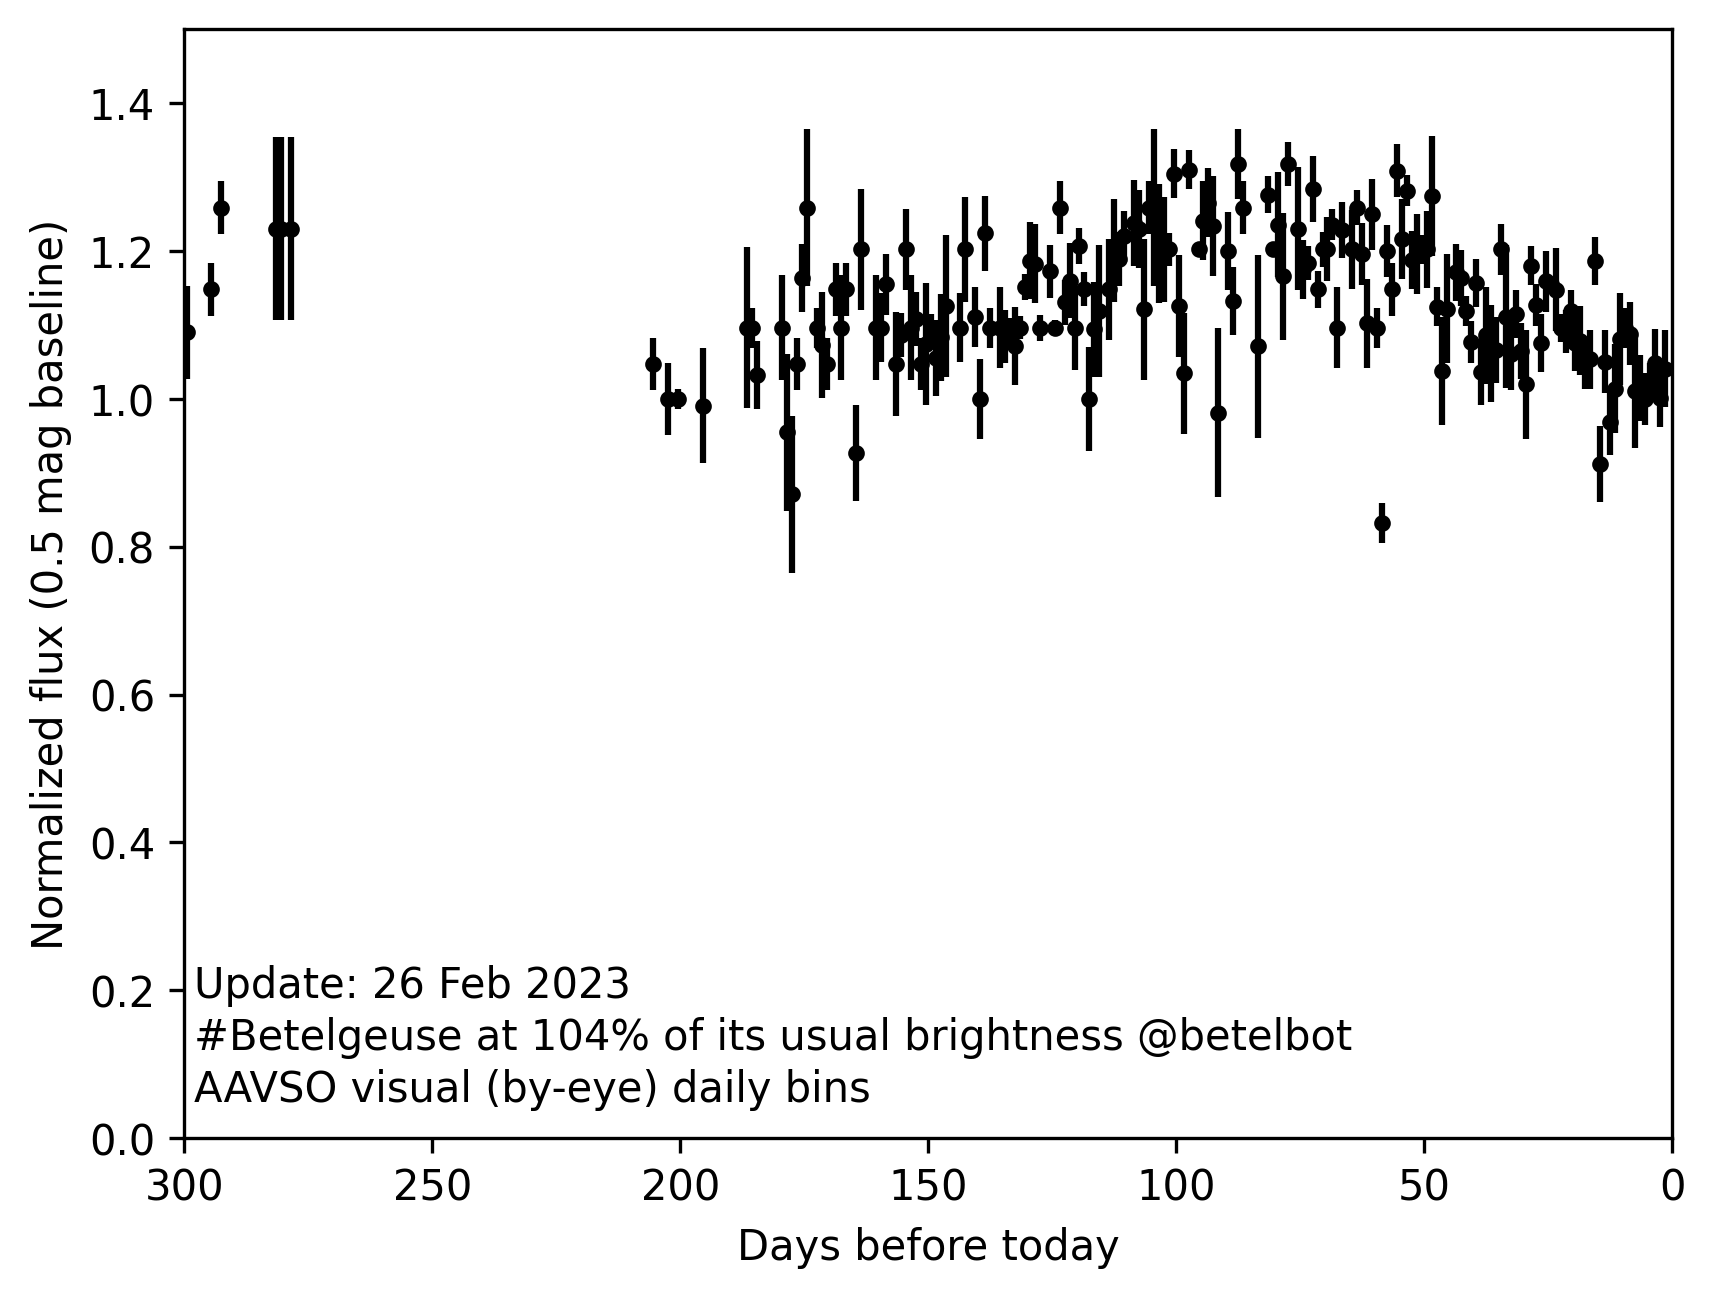 1.4
1.2
1.0
0.8
0.6
0.4
0.2
0.0
Normalized flux (0.5 mag baseline)
Update: 26 Feb 2023
#Betelgeuse at 104% of its usual brightness @betelbot
AAVSO visual (by-eye) daily bins
300 250 200 150 100 50 0
Days before today